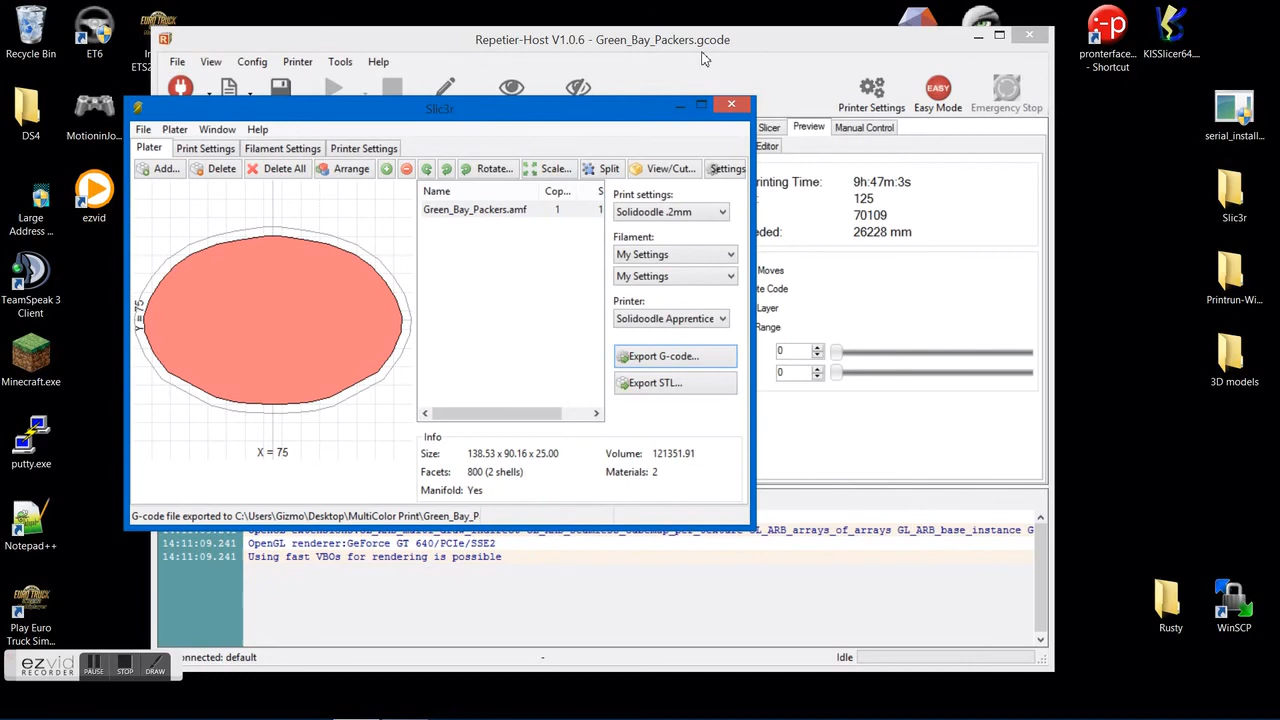 Recycle Bin
ET6
Euro Truck
Sim...
ETS2...
DS4
MotioninJo...
Large
Address ...
ezvid
TeamSpeak 3
Client
Minecraft.exe
putty.exe
Notepad++
Play Euro
Truck Sim...
Repetier-Host V1.0.6 - Green_Bay_Packers.gcode
File View Config Printer Tools Help
Printer Settings
EASY
Easy Mode
Emergency Stop
Slicer Preview Manual Control
Editor
Slic3r
File Plater Window Help
Plater Print Settings Filament Settings Printer Settings
Add... Delete Delete All Arrange Rotate... Scale... Split View/Cut... Settings
Name Cop... S
Green_Bay_Packers.amf 1 1
Y = 75
X = 75
Print settings:
Solidoodle .2mm
Filament:
My Settings
My Settings
Printer:
Solidoodle Apprentice
Export G-code...
Export STL...
Info
Size: 138.53 x 90.16 x 25.00 Volume: 121351.91
Facets: 800 (2 shells) Materials: 2
Manifold: Yes
G-code file exported to C:\Users\Gizmo\Desktop\MultiColor Print\Green_Bay_P
rinting Time: 9h:47m:3s
125
70109
ded: 26228 mm
Moves
te Code
Layer
Range
0
0
14:11:09.241 OpenGL renderer:GeForce GT 640/PCIe/SSE2
14:11:09.241 Using fast VBOs for rendering is possible
onnected: default - Idle
ezvid
RECORDER
PAUSE STOP DRAW
i-p
pronterface...
- Shortcut
KISSlicer64...
serial_install...
Slic3r
Printrun-Wi...
3D models
Rusty
WinSCP